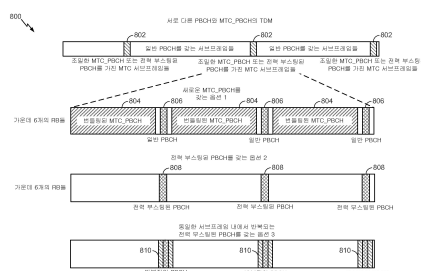 800
서로 다른 PBCH와 MTC_PBCH의 TDM
802 802 802
일반 PBCH를 갖는 서브프레임들 일반 PBCH를 갖는 서브프레임들
조밀한 MTC_PBCH 또는 전력 부스팅된 조밀한 MTC_PBCH 또는 전력 부스팅된 조밀한 MTC_PBCH 또는 전력 부스팅
PBCH를 가진 MTC 서브프레임들 PBCH를 가진 MTC 서브프레임들 PBCH를 가진 MTC 서브프레임들
새로운 MTC_PBCH를
갖는 옵션 1
804 806 804 806 804 806
가운데 6개의 RB들 번들링된 MTC_PBCH 번들링된 MTC_PBCH 번들링된 MTC_PBCH
일반 PBCH 일반 PBCH 일반 PBCH
전력 부스팅된 PBCH를 갖는 옵션 2
808 808 808
가운데 6개의 RB들
전력 부스팅된 PBCH 전력 부스팅된 PBCH 전력 부스팅된 PBCH
동일한 서브프레임 내에서 반복되는
전력 부스팅된 PBCH를 갖는 옵션 3
810 810 810